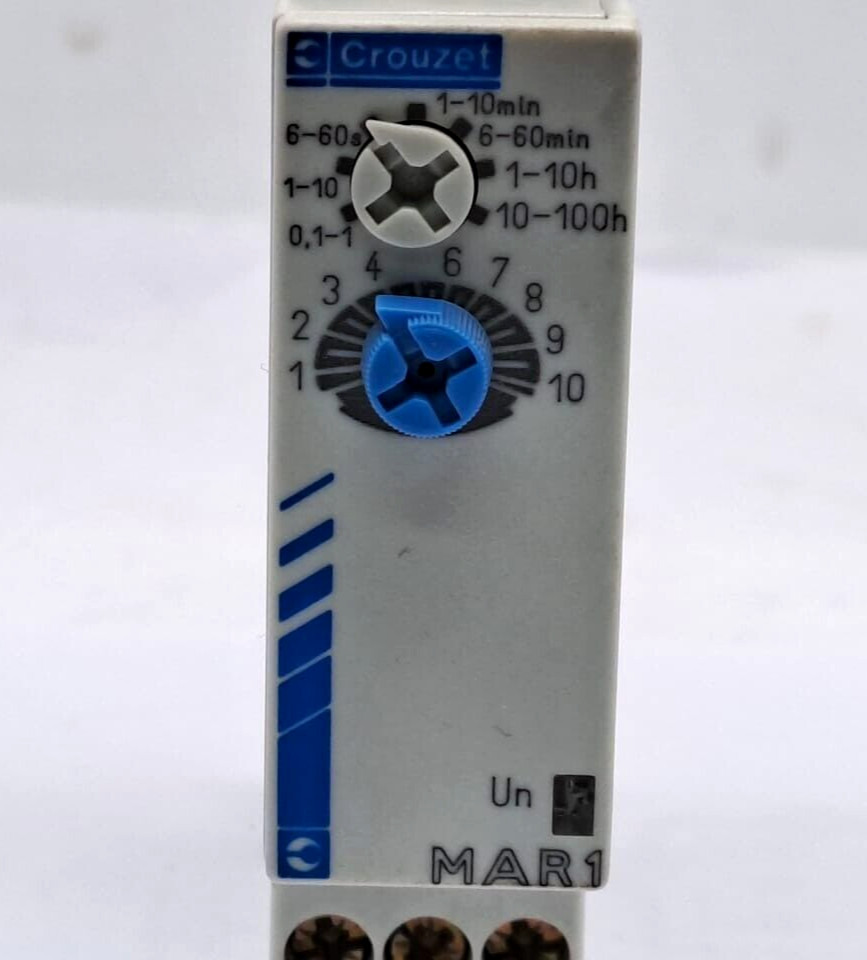 Crouzet
1-10min
6-60s
6-60min
1-10
1-10h
0,1-1
10-100h
4
6
7
3
8
2
9
1
10
Un
MAR1